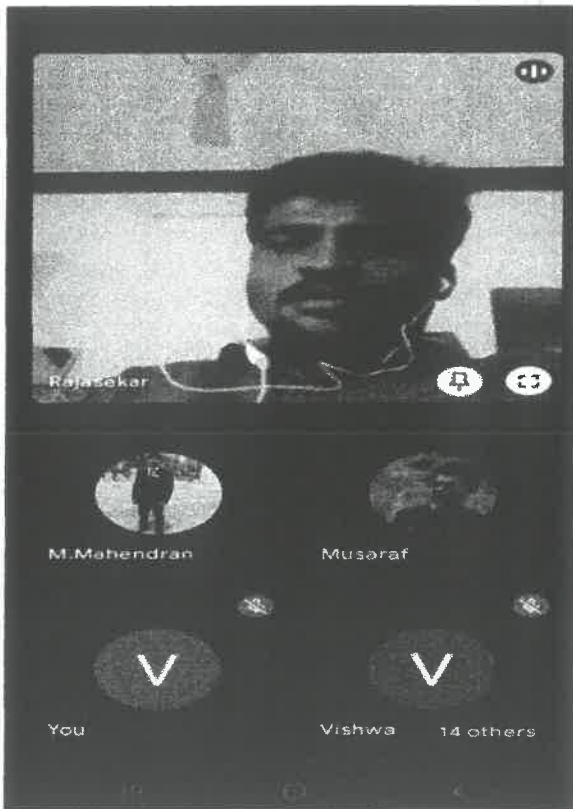 Rajasekar
M.Mahendran
Musaraf
V
V
You
Vishwa
14 others